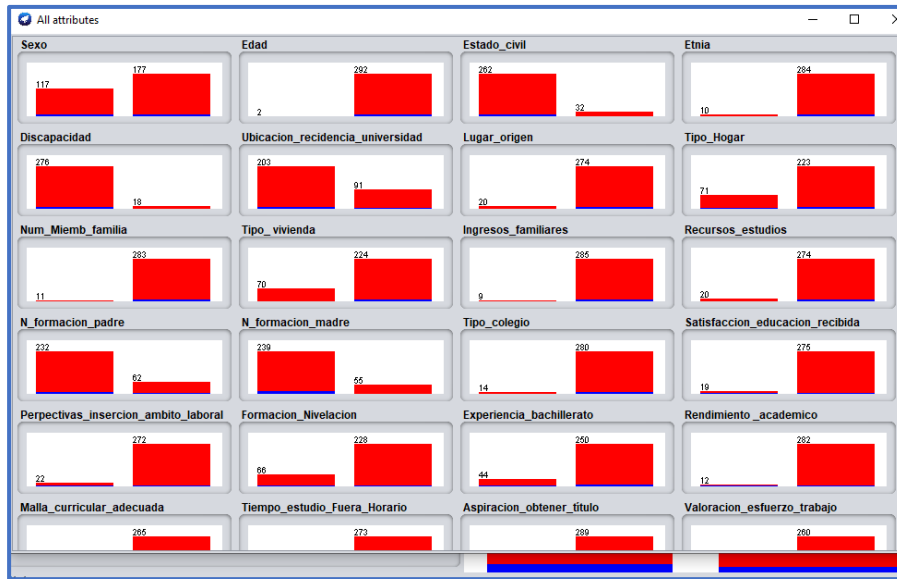 All attributes
Sexo Edad Estado_civil Etnia
117 177 2 292 262 32 10 284
Discapacidad Ubicacion_recidencia_universidad Lugar_origen Tipo_Hogar
276 18 203 91 20 274 71 223
Num_Miemb_familia Tipo_ vivienda Ingresos_familiares Recursos_estudios
11 283 70 224 9 285 20 274
N_formacion_padre N_formacion_madre Tipo_colegio Satisfaccion_educacion_recibida
232 62 239 55 14 280 19 275
Perpectivas_insercion_ambito_laboral Formacion_Nivelacion Experiencia_bachillerato Rendimiento _academico
22 272 66 228 44 250 12 282
Malla_curricular_adecuada Tiempo_estudio_Fuera_Horario Aspiracion_obtener_titulo Valoracion_esfuerzo_trabajo
265 273 289 260